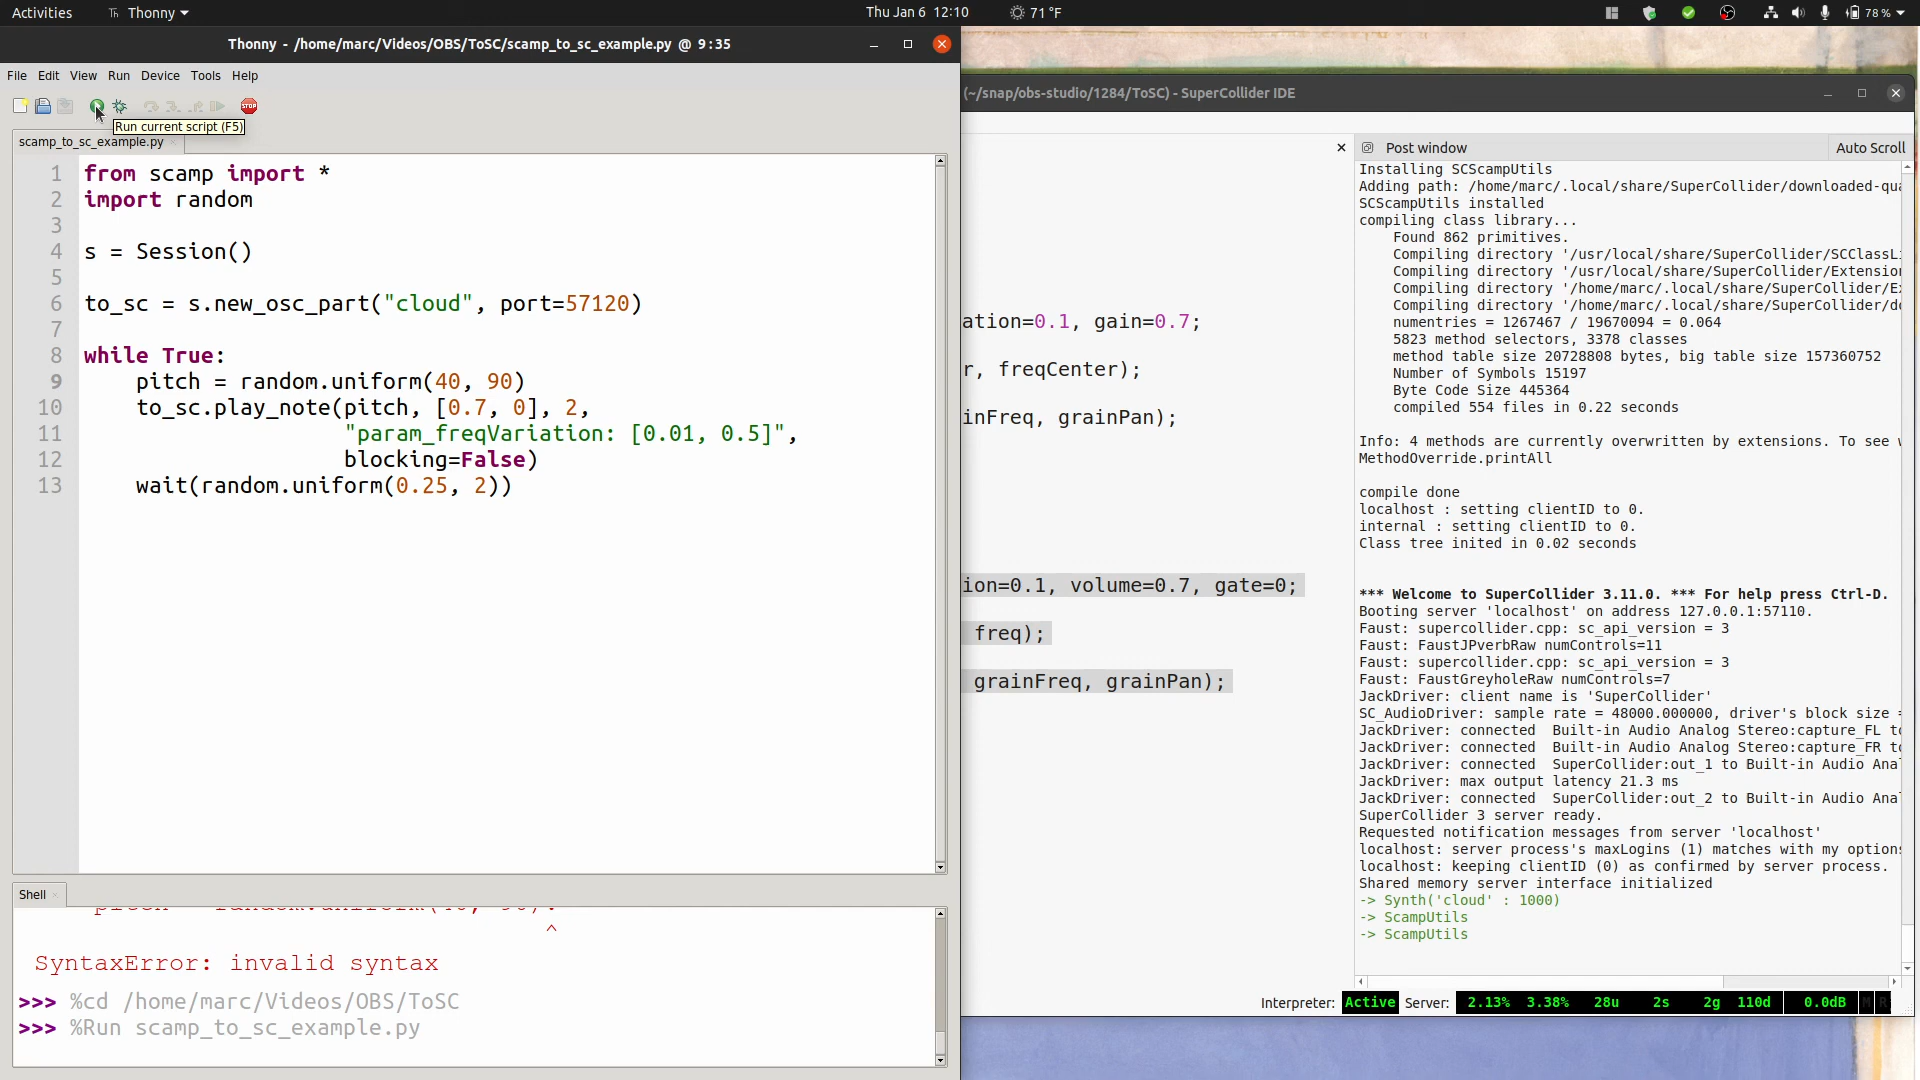 Activities
Thonny
Thu Jan 6 12:10
71 °F
78 %
Thonny - /home/marc/Videos/OBS/ToSC/scamp_to_sc_example.py @ 9:35
File Edit View Run Device Tools Help
STOP
Run current script (F5)
scamp_to_sc_example.py
1 from scamp import *
2 import random
3
4 s = Session()
5
6 to_sc = s.new_osc_part("cloud", port=57120)
7
8 while True:
9 pitch = random.uniform(40, 90)
10 to_sc.play_note(pitch, [0.7, 0], 2,
11 "param_freqVariation: [0.01, 0.5]",
12 blocking=False)
13 wait(random.uniform(0.25, 2))
Shell
^
SyntaxError: invalid syntax
>>> %cd /home/marc/Videos/OBS/ToSC
>>> %Run scamp_to_sc_example.py
(~/snap/obs-studio/1284/ToSC) - SuperCollider IDE
ation=0.1, gain=0.7;
r, freqCenter);
inFreq, grainPan);
ion=0.1, volume=0.7, gate=0;
freq);
grainFreq, grainPan);
Post window
Auto Scroll
Installing SCScampUtils
Adding path: /home/marc/.local/share/SuperCollider/downloaded-qua
SCScampUtils installed
compiling class library...
Found 862 primitives.
Compiling directory '/usr/local/share/SuperCollider/SCClassLi
Compiling directory '/usr/local/share/SuperCollider/Extension
Compiling directory '/home/marc/.local/share/SuperCollider/Ex
Compiling directory '/home/marc/.local/share/SuperCollider/do
numentries = 1267467 / 19670094 = 0.064
5823 method selectors, 3378 classes
method table size 20728808 bytes, big table size 157360752
Number of Symbols 15197
Byte Code Size 445364
compiled 554 files in 0.22 seconds
Info: 4 methods are currently overwritten by extensions. To see w
MethodOverride.printAll
compile done
localhost : setting clientID to 0.
internal : setting clientID to 0.
Class tree inited in 0.02 seconds
*** Welcome to SuperCollider 3.11.0. *** For help press Ctrl-D.
Booting server 'localhost' on address 127.0.0.1:57110.
Faust: supercollider.cpp: sc_api_version = 3
Faust: FaustJPverbRaw numControls=11
Faust: supercollider.cpp: sc_api_version = 3
Faust: FaustGreyholeRaw numControls=7
JackDriver: client name is 'SuperCollider'
SC_AudioDriver: sample rate = 48000.000000, driver's block size =
JackDriver: connected  Built-in Audio Analog Stereo:capture_FL to
JackDriver: connected  Built-in Audio Analog Stereo:capture_FR to
JackDriver: connected  SuperCollider:out_1 to Built-in Audio Ana
JackDriver: max output latency 21.3 ms
JackDriver: connected  SuperCollider:out_2 to Built-in Audio Ana
SuperCollider 3 server ready.
Requested notification messages from server 'localhost'
localhost: server process's maxLogins (1) matches with my options
localhost: keeping clientID (0) as confirmed by server process.
Shared memory server interface initialized
-> Synth('cloud' : 1000)
-> ScampUtils
-> ScampUtils
Interpreter: Active Server: 2.13% 3.38% 28u 2s 2g 110d 0.0dB M R